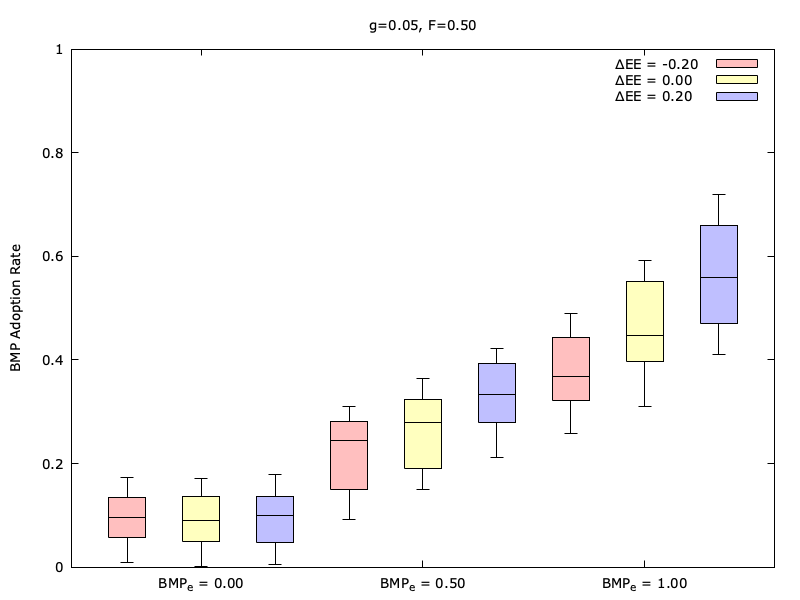 g=0.05, F=0.50
ΔEE = -0.20
ΔEE = 0.00
ΔEE = 0.20
BMP Adoption Rate
1
0.8
0.6
0.4
0.2
0
BMPe = 0.00
BMPe = 0.50
BMPe = 1.00